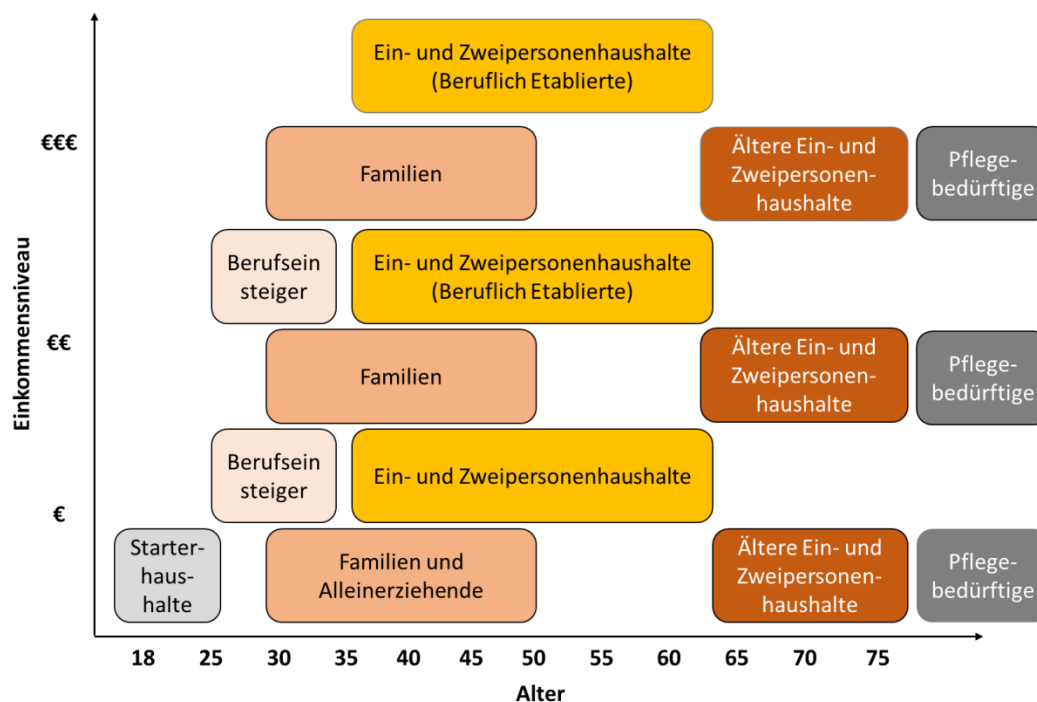 Ein- und Zweipersonenhaushalte
(Beruflich Etablierte)
€€€
Familien
Ältere Ein- und
Zweipersonen-
haushalte
Pflege-
bedürftige
Berufsein
steiger
Ein- und Zweipersonenhaushalte
(Beruflich Etablierte)
Einkommensniveau
€€
Familien
Ältere Ein- und
Zweipersonen-
haushalte
Pflege-
bedürftige
Berufsein
steiger
Ein- und Zweipersonenhaushalte
€
Starter-
haus-
halte
Familien und
Alleinerziehende
Ältere Ein- und
Zweipersonen-
haushalte
Pflege-
bedürftige
18 25 30 35 40 45 50 55 60 65 70 75
Alter